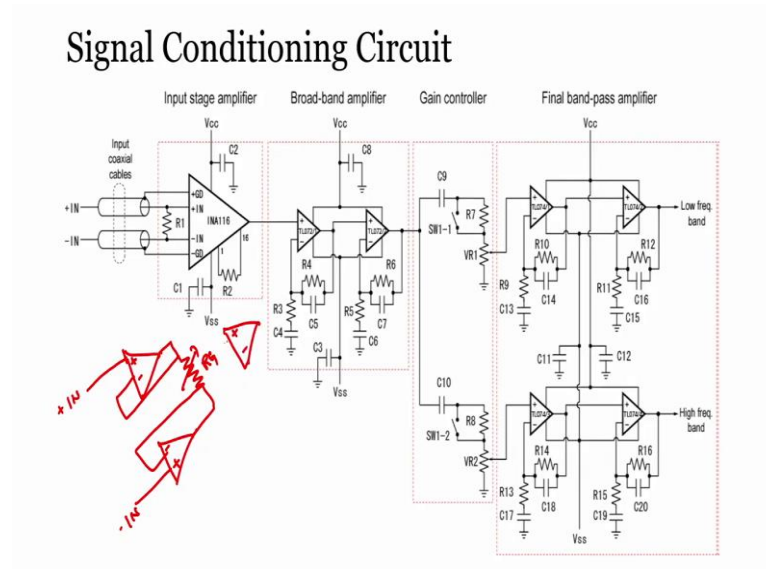 Signal Conditioning Circuit
Input stage amplifier
Broad-band amplifier
Gain controller
Final band-pass amplifier
Vcc
Vcc
Vcc
Input
coaxial
cables
C2
C8
C9
+GD
+IN
+IN
R1
INA116
-IN
-IN
-GD
1
16
R2
C1
Vss
TL072/1
TL072/2
R4
R6
R3
C5
R5
C7
C4
C6
C3
Vss
R7
SW1-1
VR1
C10
R8
SW1-2
VR2
Low freq.
band
R10
R12
R9
R11
C13
C14
C15
C16
C11
C12
High freq.
band
R14
R16
R13
R15
C17
C18
C19
C20
Vss
+IN
-IN
Rg